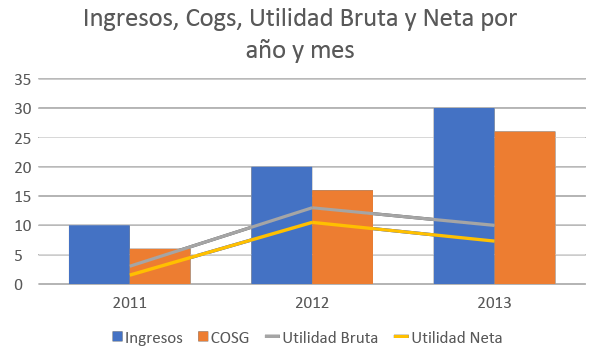 Ingresos, Cogs, Utilidad Bruta y Neta por
año y mes
35
30
25
20
15
10
5
0
2011 2012 2013
Ingresos COSG Utilidad Bruta Utilidad Neta